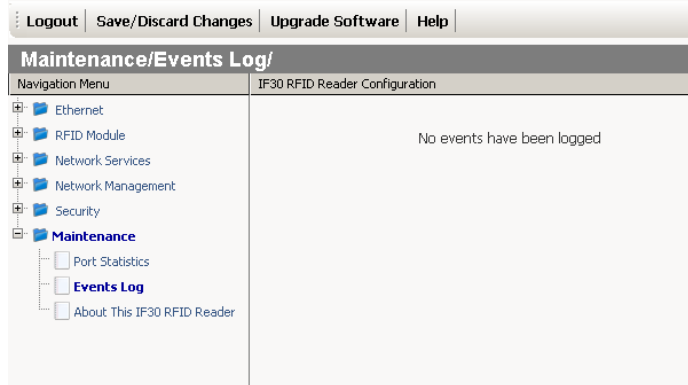 Logout Save/Discard Changes Upgrade Software Help
Maintenance/Events Log/
Navigation Menu
IF30 RFID Reader Configuration
Ethernet
RFID Module
Network Services
Network Management
Security
Maintenance
Port Statistics
Events Log
About This IF30 RFID Reader
No events have been logged